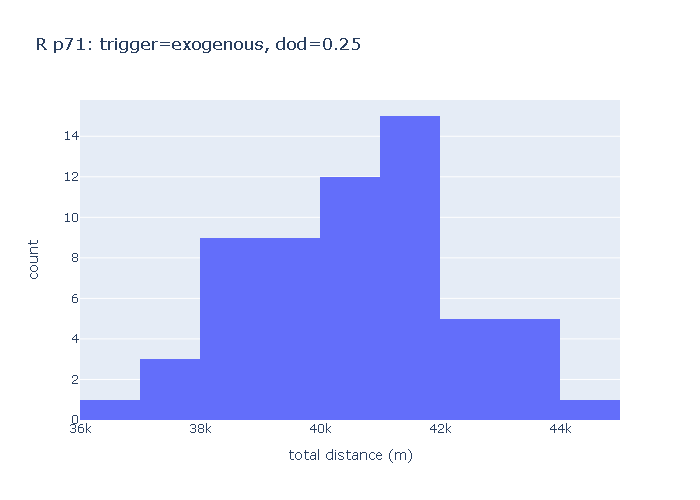 R p71: trigger=exogenous, dod=0.25
14
12
10
8
6
4
2
0
count
36k 38k 40k 42k 44k
total distance (m)